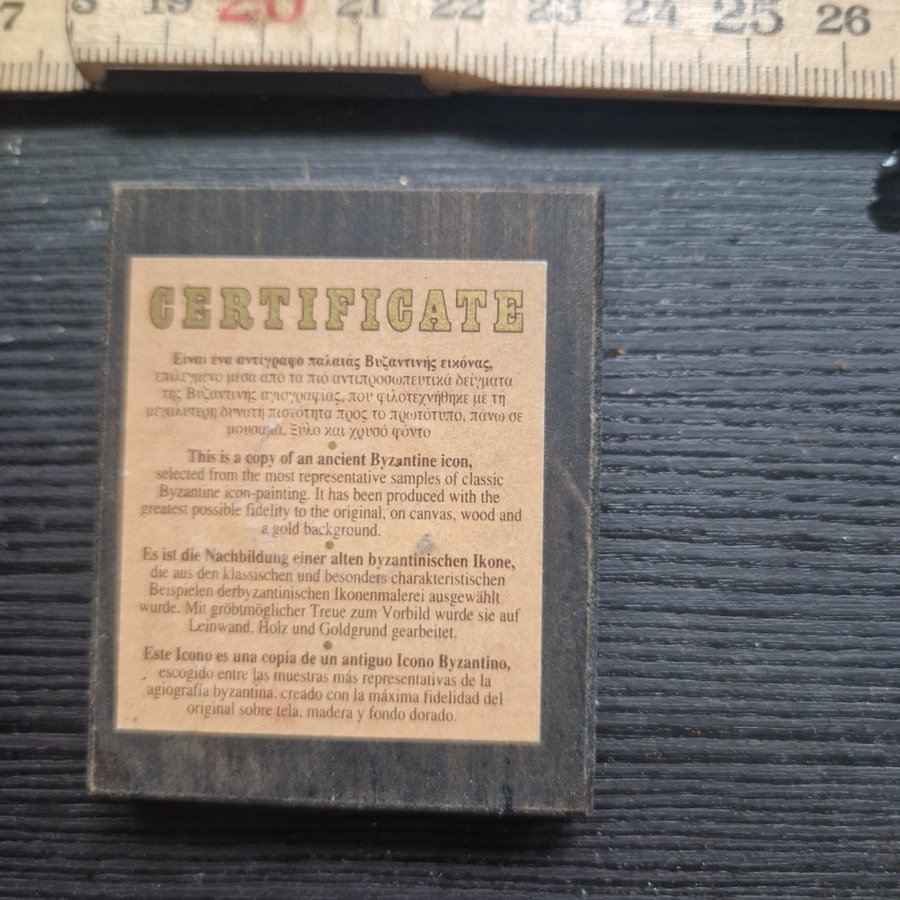 7 8 19 20 21 22 23 24 25 26
CERTIFICATE
Είναι ένα αντίγραφο παλαιάς Βυζαντινής εικόνας,
επιλεγμένο μέσα από τα πιό αντιπροσωπευτικά δείγματα
της Βυζαντινής αγιογραφίας, που φιλοτεχνήθηκε με τη
μεγαλύτερη δυνατή πιστότητα προς το πρωτότυπο, πάνω σε
μουσαμά, ξύλο και χρυσό φόντο
This is a copy of an ancient Byzantine icon,
selected from the most representative samples of classic
Byzantine icon-painting. It has been produced with the
greatest possible fidelity to the original, on canvas, wood and
a gold background.
Es ist die Nachbildung einer alten byzantinischen Ikone,
die aus den klassischen und besonders charakteristischen
Beispielen derbyzantinischen Ikonenmalerei ausgewählt
wurde. Mit gröbtmöglicher Treue zum Vorbild wurde sie auf
Leinwand, Holz und Goldgrund gearbeitet.
Este Icono es una copia de un antiguo Icono Byzantino,
escogido entre las muestras más representativas de la
agiografía byzantina, creado con la máxima fidelidad del
original sobre tela, madera y fondo dorado.